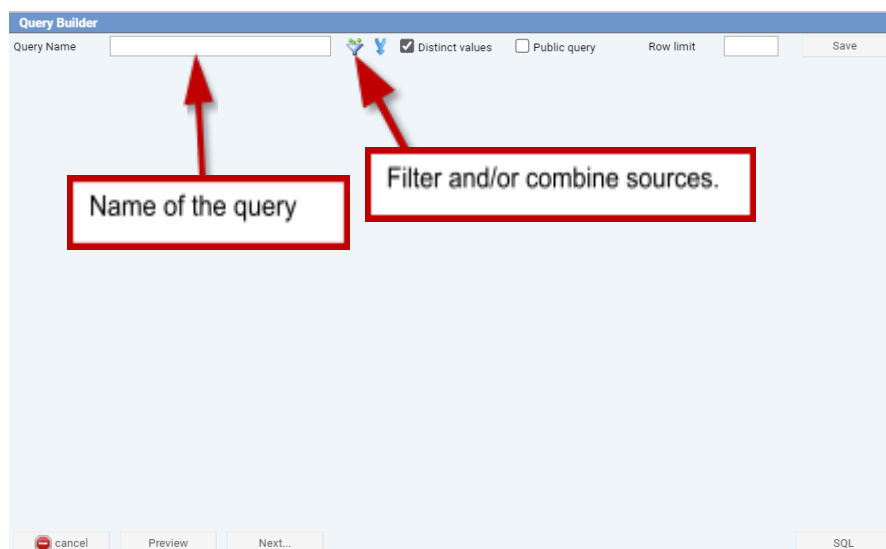 Query Builder
Query Name Distinct values Public query Row limit Save
Filter and/or combine sources.
Name of the query
cancel Preview Next... SQL